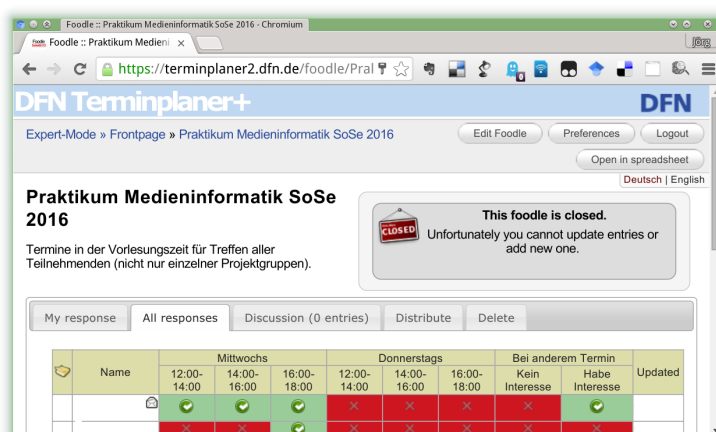 Foodle :: Praktikum Medieninformatik SoSe 2016 - Chromium
Foodle :: Praktikum Medieni
Jörg
https://terminplaner2.dfn.de/foodle/Pral
DFN Terminplaner+
DFN
Expert-Mode » Frontpage » Praktikum Medieninformatik SoSe 2016
Edit Foodle
Preferences
Logout
Open in spreadsheet
Deutsch | English
Praktikum Medieninformatik SoSe
2016
Termine in der Vorlesungszeit für Treffen aller
Teilnehmenden (nicht nur einzelner Projektgruppen).
CLOSED
This foodle is closed.
Unfortunately you cannot update entries or
add new one.
My response
All responses
Discussion (0 entries)
Distribute
Delete
Name
Mittwochs
Donnerstags
Bei anderem Termin
Updated
12:00-
14:00
14:00-
16:00
16:00-
18:00
12:00-
14:00
14:00-
16:00
16:00-
18:00
Kein
Interesse
Habe
Interesse